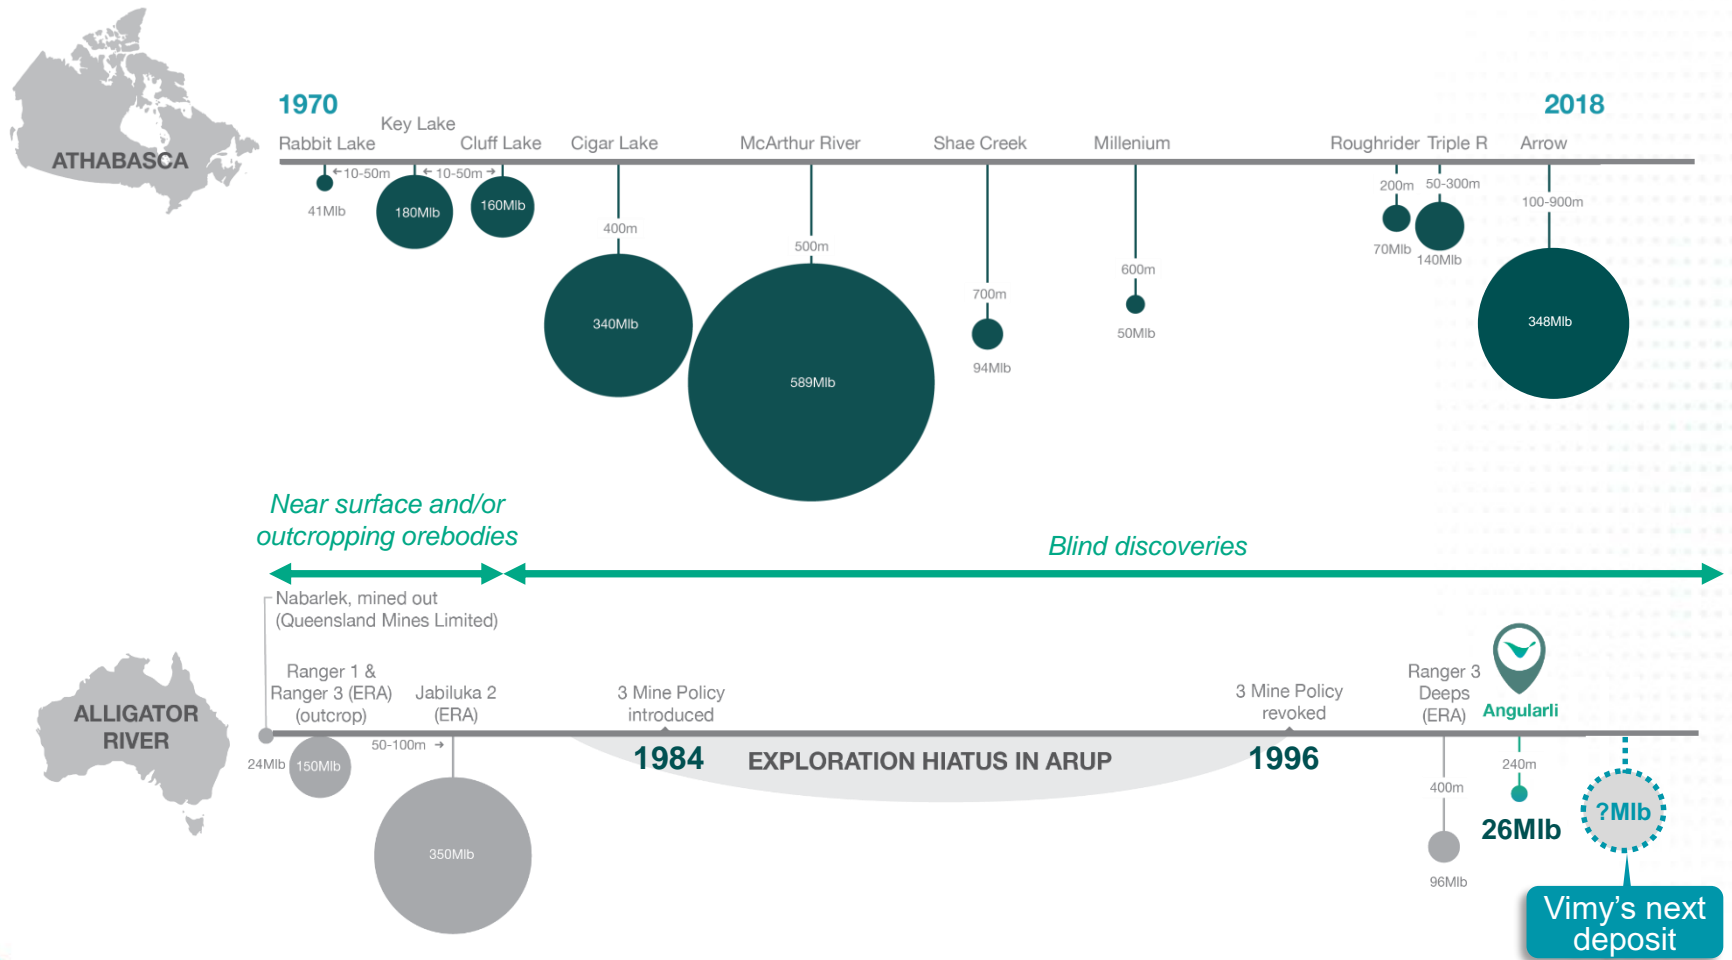 1970
2018
Rabbit Lake
Key Lake
Cluff Lake
Cigar Lake
McArthur River
Shae Creek
Millenium
Roughrider
Triple R
Arrow
ATHABASCA
10-50m
10-50m
200m
50-300m
100-900m
41Mlb
180Mlb
160Mlb
400m
500m
600m
700m
70Mlb
140Mlb
340Mlb
589Mlb
94Mlb
50Mlb
348Mlb
Near surface and/or
outcropping orebodies
Blind discoveries
Nabarlek, mined out
(Queensland Mines Limited)
Ranger 1 &
Ranger 3 (ERA)
(outcrop)
Jabiluka 2
(ERA)
3 Mine Policy
introduced
3 Mine Policy
revoked
Ranger 3
Deeps
(ERA)
Angularli
ALLIGATOR
RIVER
50-100m
24Mlb
150Mlb
350Mlb
1984
EXPLORATION HIATUS IN ARUP
1996
400m
96Mlb
240m
26Mlb
?Mlb
Vimy's next
deposit